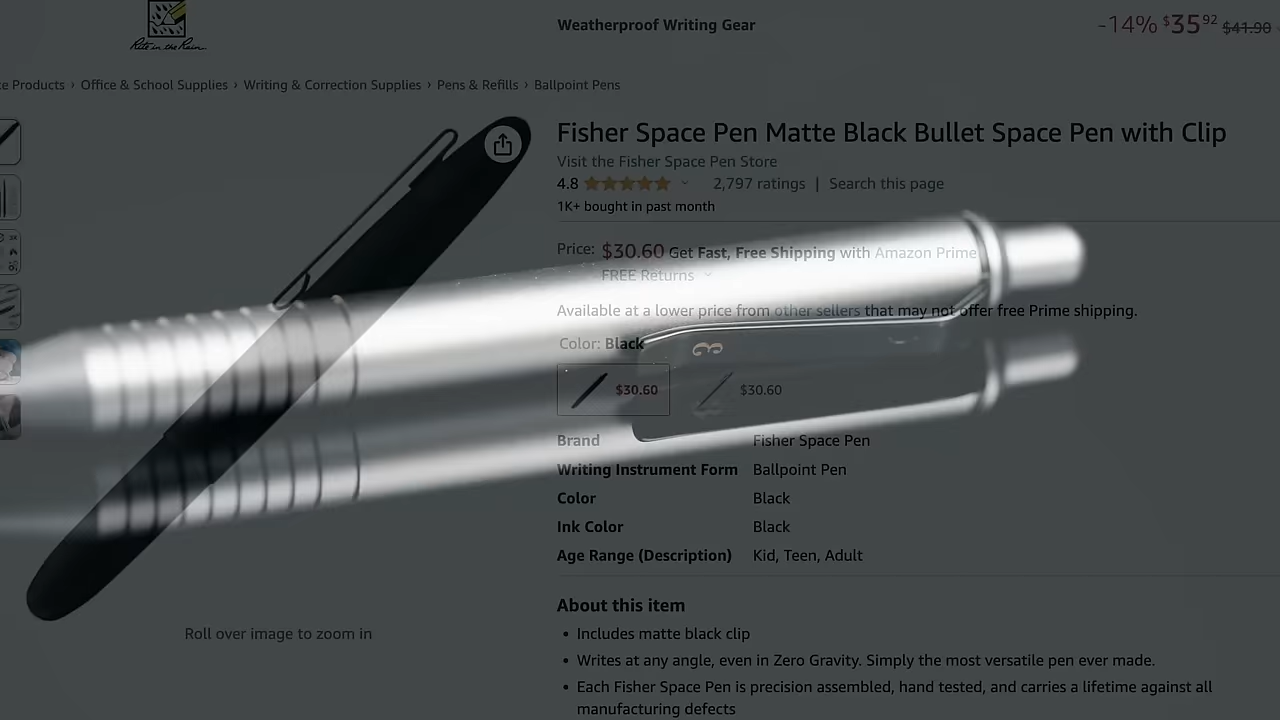 Rite in the Rain
Weatherproof Writing Gear
-14% $35 92 $41.90
ce Products › Office & School Supplies › Writing & Correction Supplies › Pens & Refills › Ballpoint Pens
Fisher Space Pen Matte Black Bullet Space Pen with Clip
Visit the Fisher Space Pen Store
4.8 2,797 ratings | Search this page
1K+ bought in past month
Price: $30.60 Get Fast, Free Shipping with Amazon Prime
FREE Returns
Available at a lower price from other sellers that may not offer free Prime shipping.
Color: Black
3
$30.60 $30.60
Brand Fisher Space Pen
Writing Instrument Form Ballpoint Pen
Color Black
Ink Color Black
Age Range (Description) Kid, Teen, Adult
About this item
• Includes matte black clip
Roll over image to zoom in
• Writes at any angle, even in Zero Gravity. Simply the most versatile pen ever made.
• Each Fisher Space Pen is precision assembled, hand tested, and carries a lifetime against all
manufacturing defects